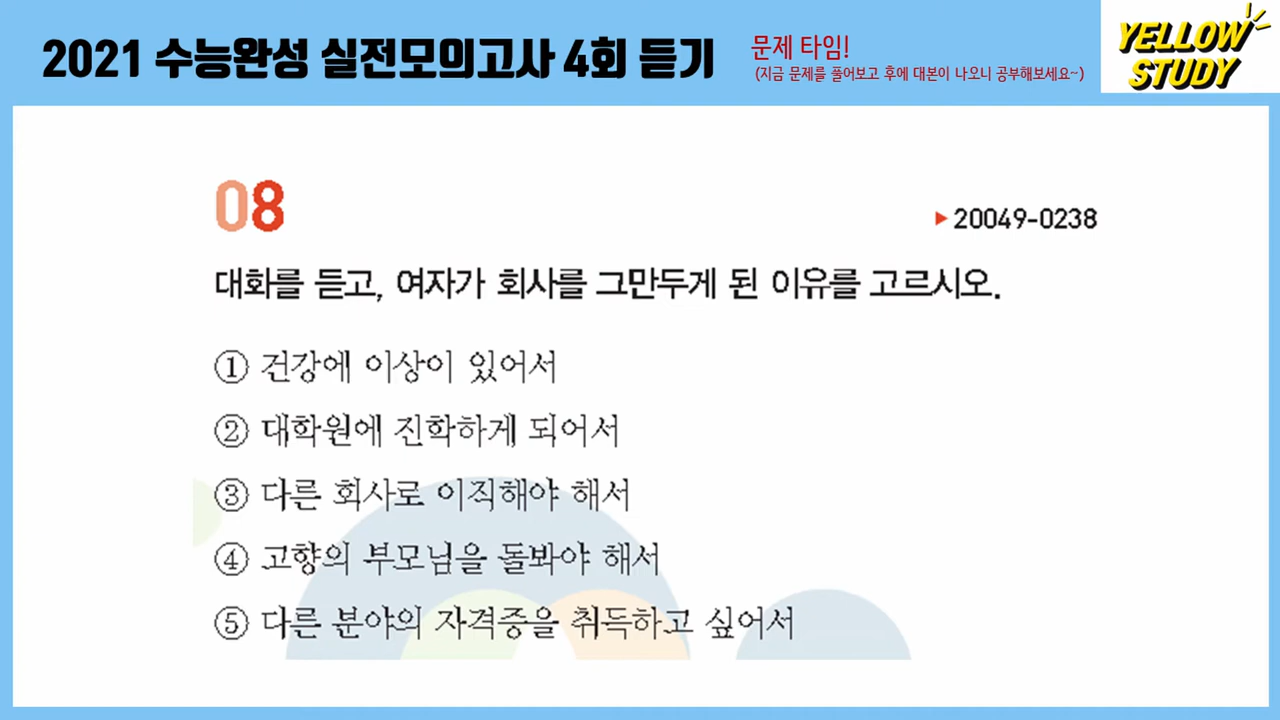 2021 수능완성 실전모의고사 4회 듣기
문제 타임!
(지금 문제를 풀어보고 후에 대본이 나오니 공부해보세요~)
YELLOW
STUDY
08
▶ 20049-0238
대화를 듣고, 여자가 회사를 그만두게 된 이유를 고르시오.
① 건강에 이상이 있어서
② 대학원에 진학하게 되어서
③ 다른 회사로 이직해야 해서
④ 고향의 부모님을 돌봐야 해서
⑤ 다른 분야의 자격증을 취득하고 싶어서